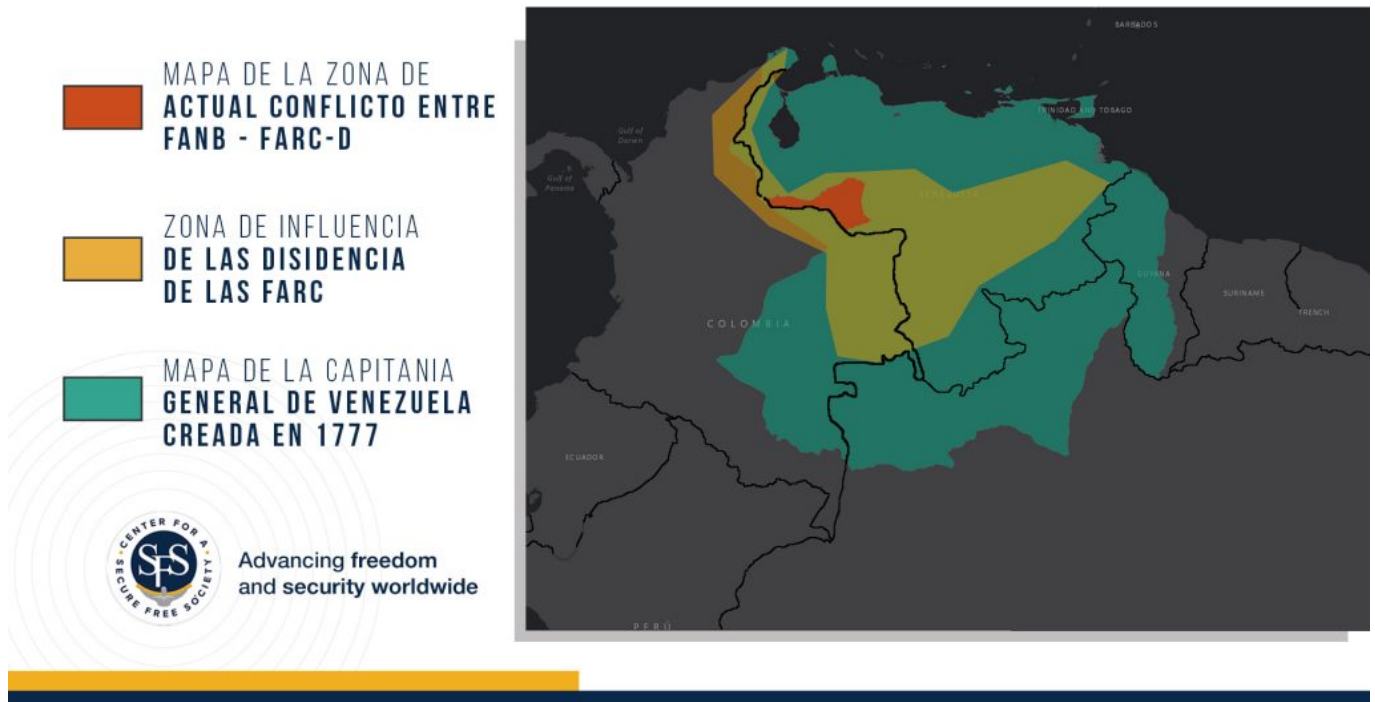 MAPA DE LA ZONA DE
ACTUAL CONFLICTO ENTRE
FANB - FARC-D
ZONA DE INFLUENCIA
DE LAS DISIDENCIA
DE LAS FARC
MAPA DE LA CAPITANIA
GENERAL DE VENEZUELA
CREADA EN 1777
CENTER FOR A
SECURE FREE SOCIETY
SFS
Advancing freedom
and security worldwide
BARBADOS
TRINIDAD AND TOBAGO
Gulf of
Darien
Gulf of
Panama
VENEZUELA
GUYANA
SURINAME
FRENCH
COLOMBIA
ECUADOR
PERÚ